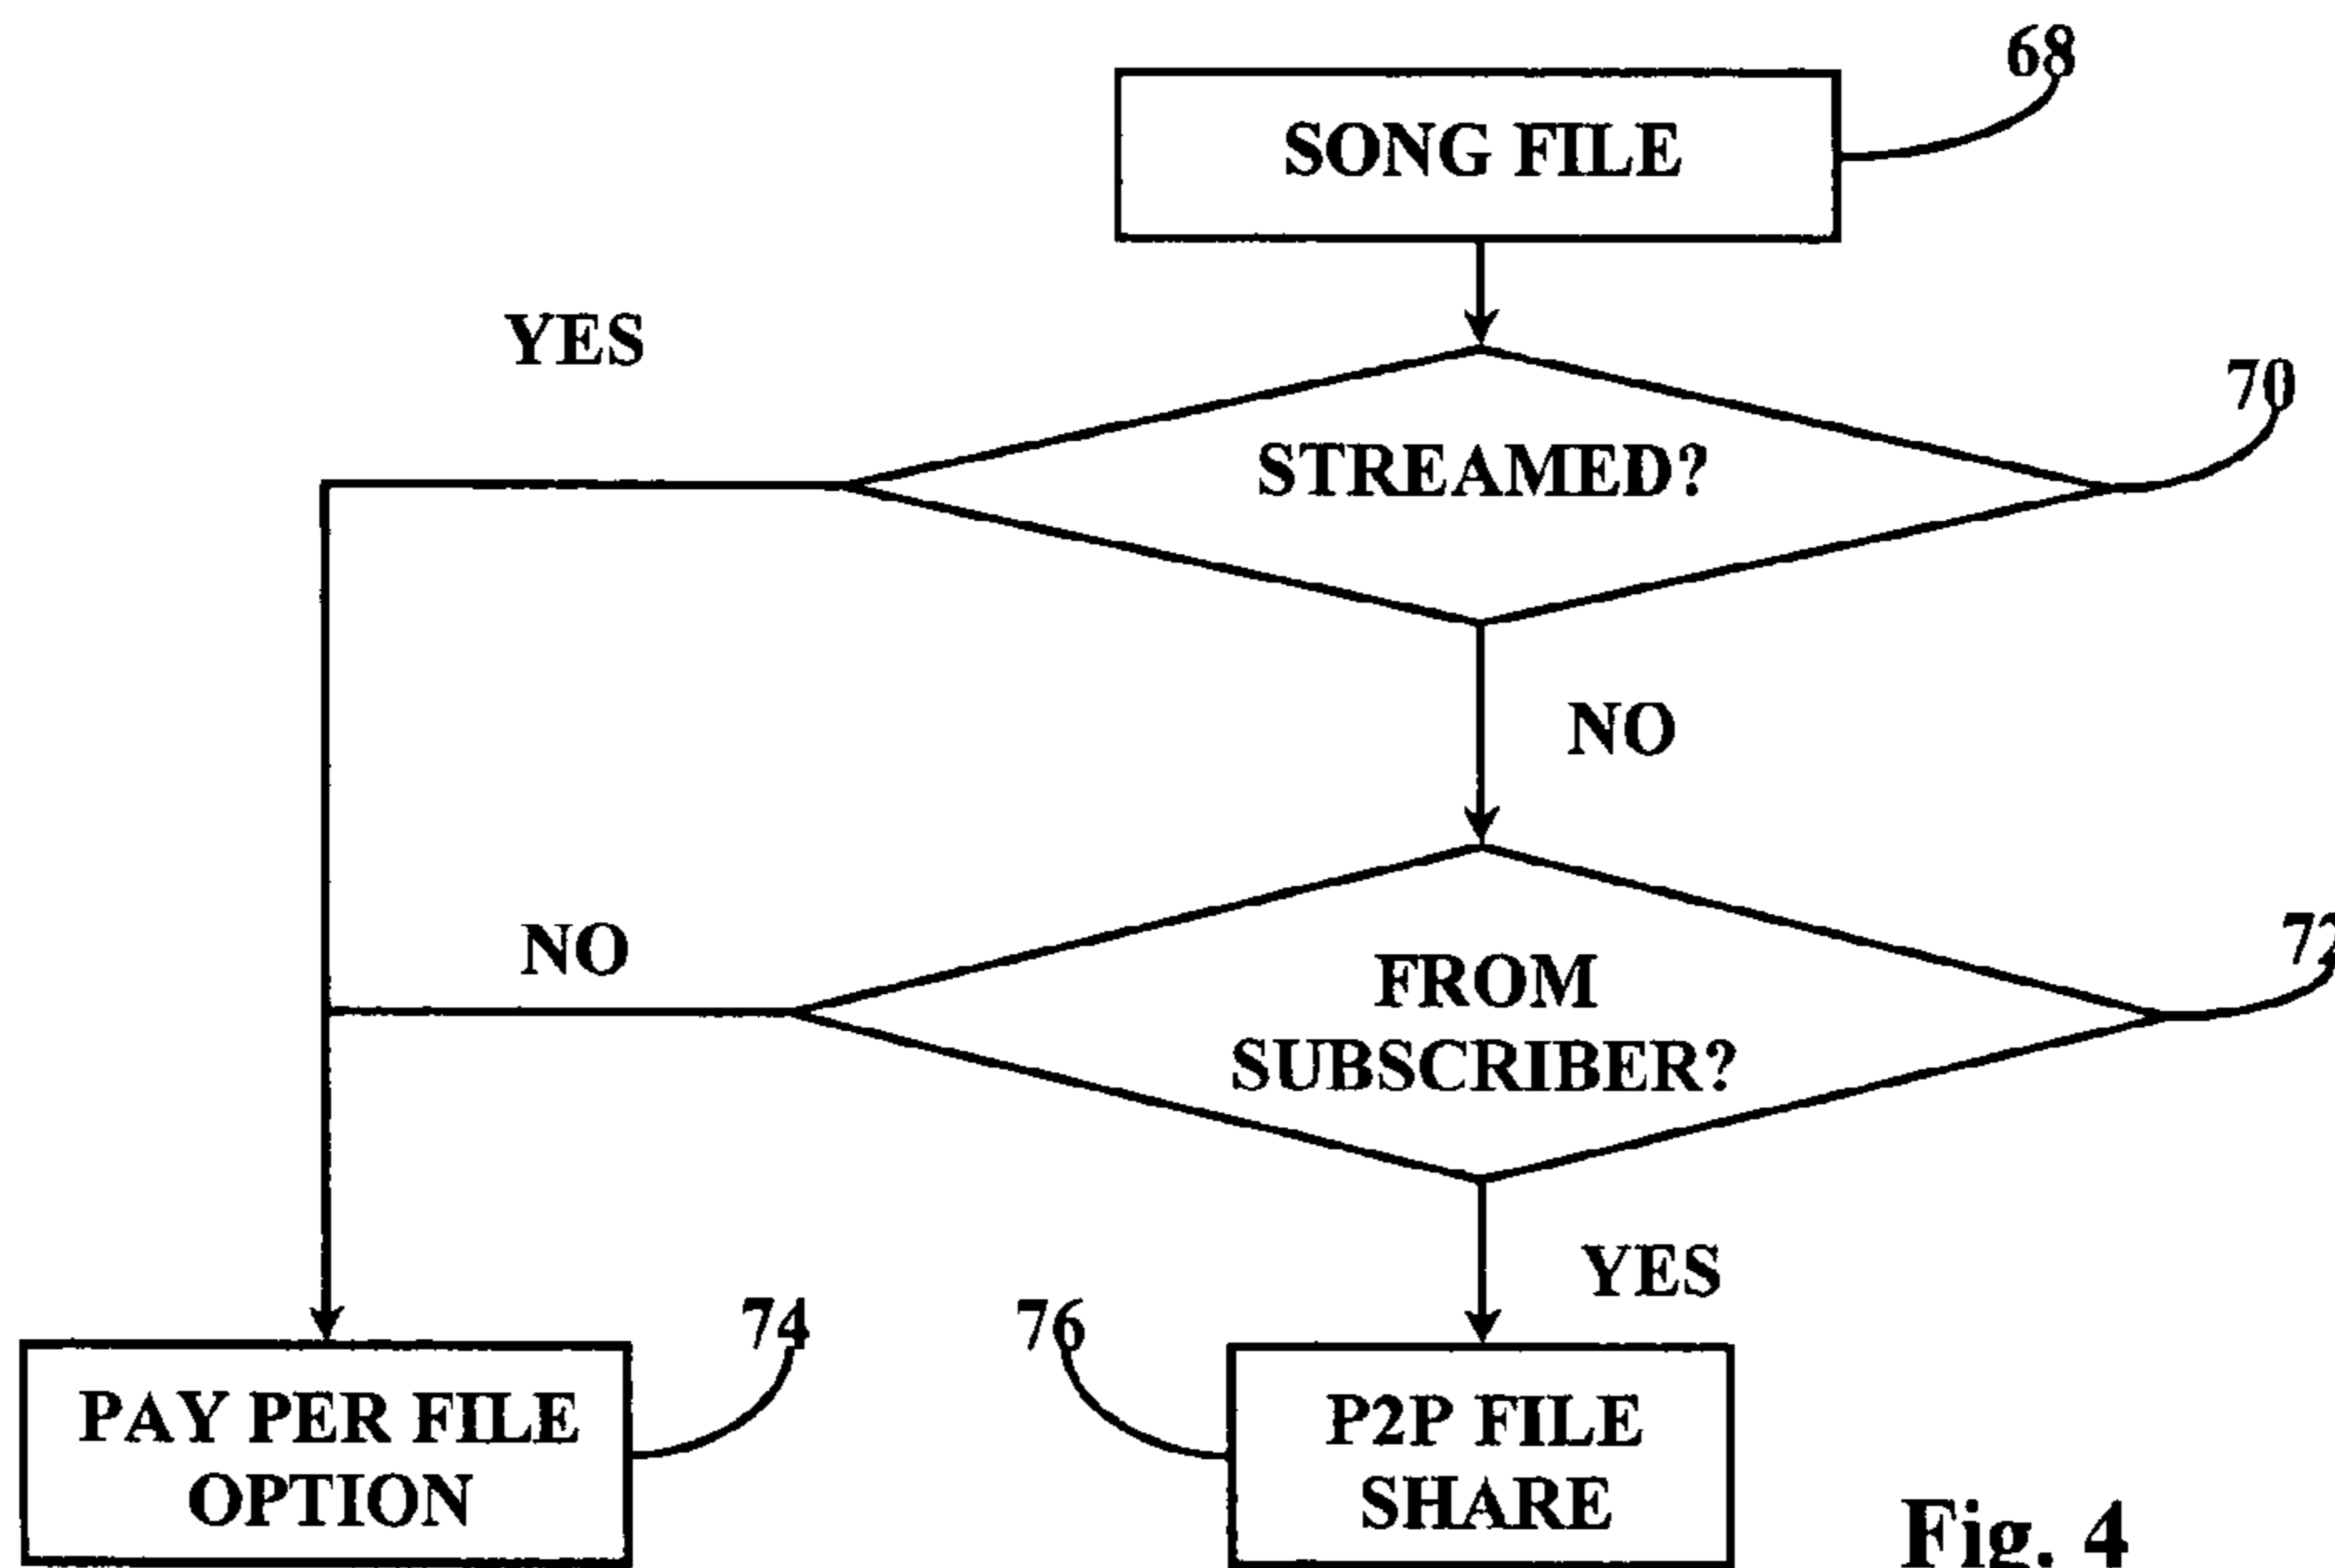 68
SONG FILE
YES
70
STREAMED?
NO
72
NO
FROM
SUBSCRIBER?
YES
74
76
PAY PER FILE
OPTION
P2P FILE
SHARE
Fig. 4